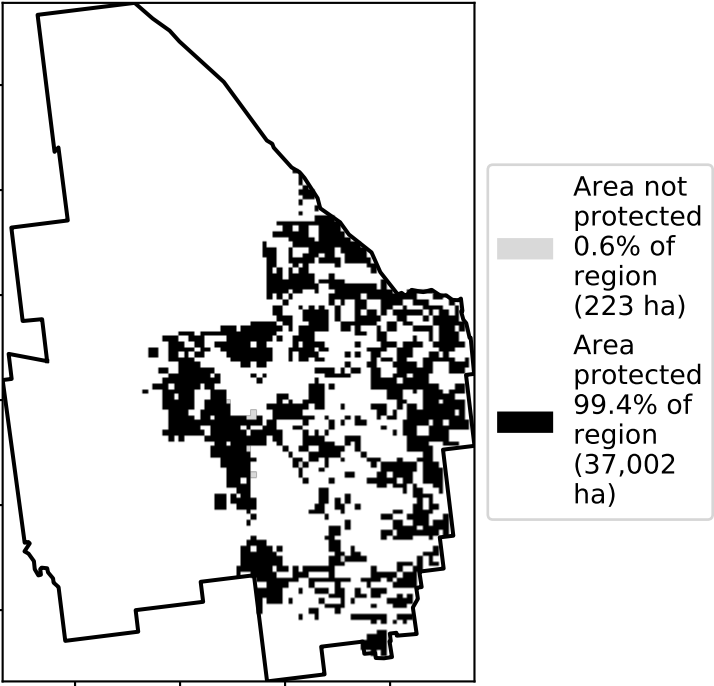 Area not
protected
0.6% of
region
(223 ha)
Area
protected
99.4% of
region
(37,002
ha)